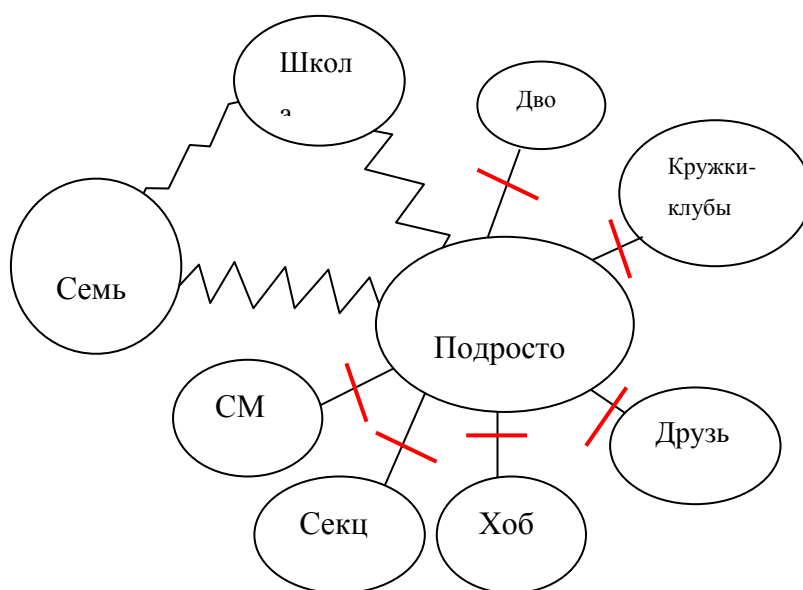 Школ
а
Дво
Кружки-
клубы
Семь
Подросто
СМ
Друзь
Секц
Хоб